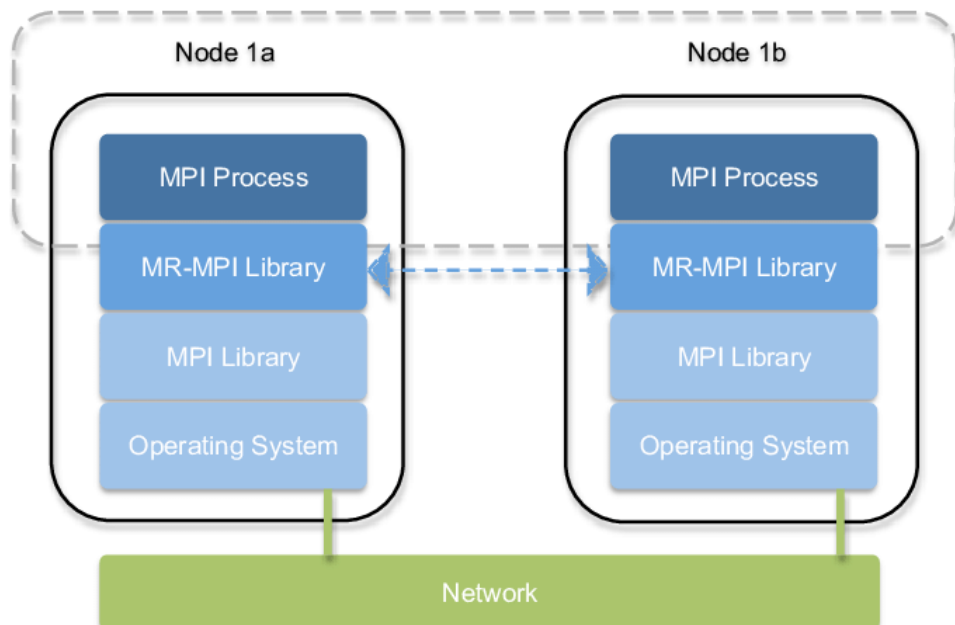 Node 1a
Node 1b
MPI Process
MPI Process
MR-MPI Library
MR-MPI Library
MPI Library
MPI Library
Operating System
Operating System
Network